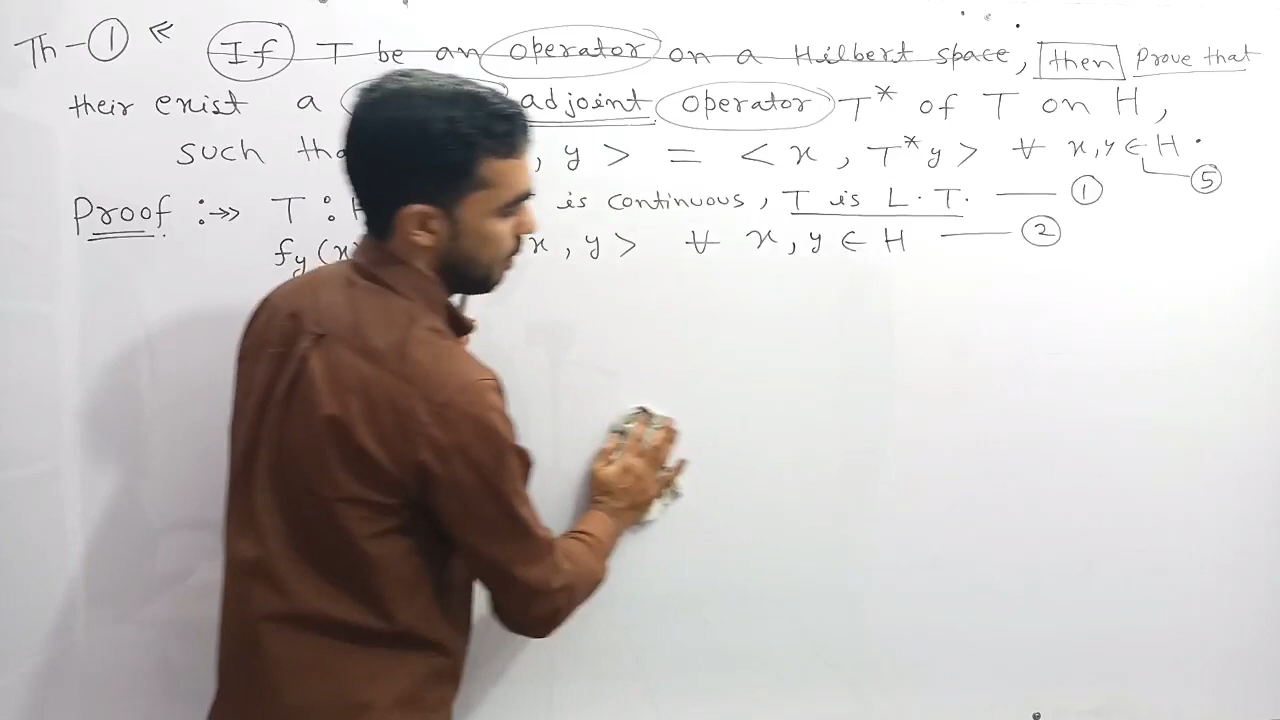 Th-① If T be an operator on a Hilbert space, then prove that
their exist a adjoint operator T* of T on H,
such , y > = < x , T*y > ∀ x,y ∈ H . ⑤
Proof :→ T : is continuous, T is L.T. — ①
fy (x x , y > ∀ x, y ∈ H — ②